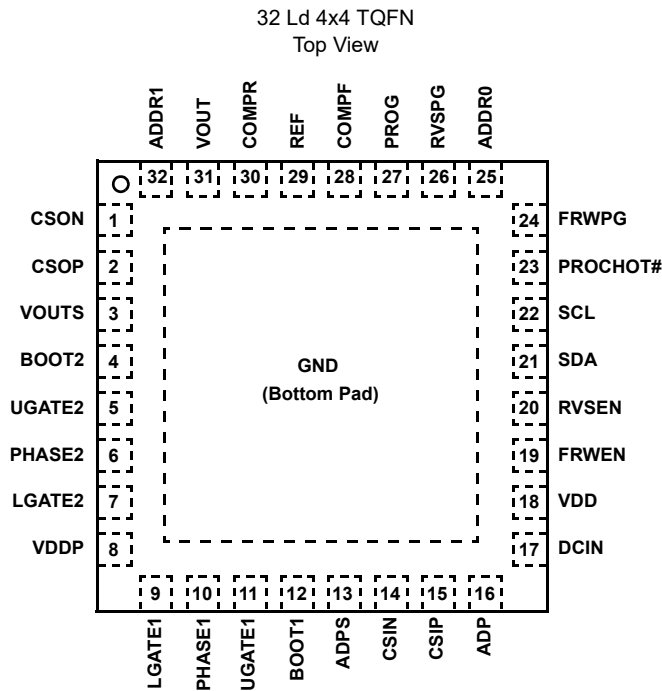 32 Ld 4x4 TQFN
Top View
ADDR1
VOUT
COMPR
REF
COMPF
PROG
RVSPG
ADDR0
32 31 30 29 28 27 26 25
CSON 1
CSOP 2
VOUTS 3
BOOT2 4
UGATE2 5
PHASE2 6
LGATE2 7
VDDP 8
GND
(Bottom Pad)
24 FRWPG
23 PROCHOT#
22 SCL
21 SDA
20 RVSEN
19 FRWEN
18 VDD
17 DCIN
9 10 11 12 13 14 15 16
LGATE1
PHASE1
UGATE1
BOOT1
ADPS
CSIN
CSIP
ADP